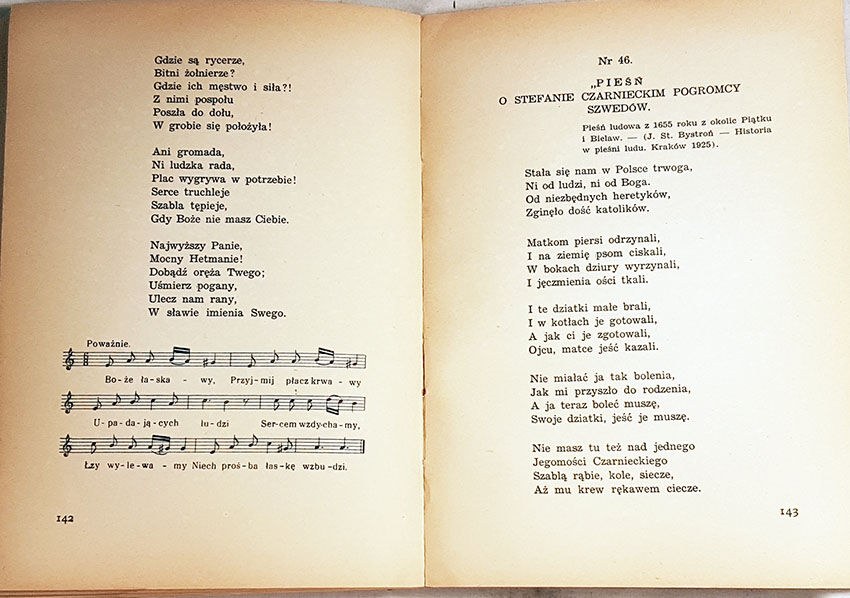 Gdzie są rycerze,
Bitni żołnierze?
Gdzie ich męstwo i siła?!
Z nimi pospołu
Poszła do dołu,
W grobie się położyła!
Ani gromada,
Ni ludzka rada,
Plac wygrywa w potrzebie!
Serce truchleje
Szabla tępieje,
Gdy Boże nie masz Ciebie.
Najwyższy Panie,
Mocny Hetmanie!
Dobądź oręża Twego;
Uśmierz pogany,
Ulecz nam rany,
W sławie imienia Swego.
Poważnie.
Bo-że ła-ska - wy, Przyj-mij płacz krwa - wy
U-pa-da-ją-cych lu-dzi Ser-cem wzdy-cha-my,
Łzy wy-le-wa - my Niech proś-ba łas-kę wzbu-dzi.
142
Nr 46.
„PIEŚŃ
O STEFANIE CZARNIECKIM POGROMCY
SZWEDÓW.
Pieśń ludowa z 1655 roku z okolic Piątku
i Bielaw. — (J. St. Bystroń — Historia
w pieśni ludu. Kraków 1925).
Stała się nam w Polsce trwoga,
Ni od ludzi, ni od Boga.
Od niezbędnych heretyków,
Zginęło dość katolików.
Matkom piersi odrzynali,
I na ziemię psom ciskali,
W bokach dziury wyrzynali,
I jęczmienia ości tkali.
I te dziatki małe brali,
I w kotłach je gotowali,
A jak ci je zgotowali,
Ojcu, matce jeść kazali.
Nie miałać ja tak bolenia,
Jak mi przyszło do rodzenia,
A ja teraz boleć muszę,
Swoje dziatki, jeść je muszę.
Nie masz tu też nad jednego
Jegomości Czarnieckiego
Szablą rąbie, kole, siecze,
Aż mu krew rękawem ciecze.
143